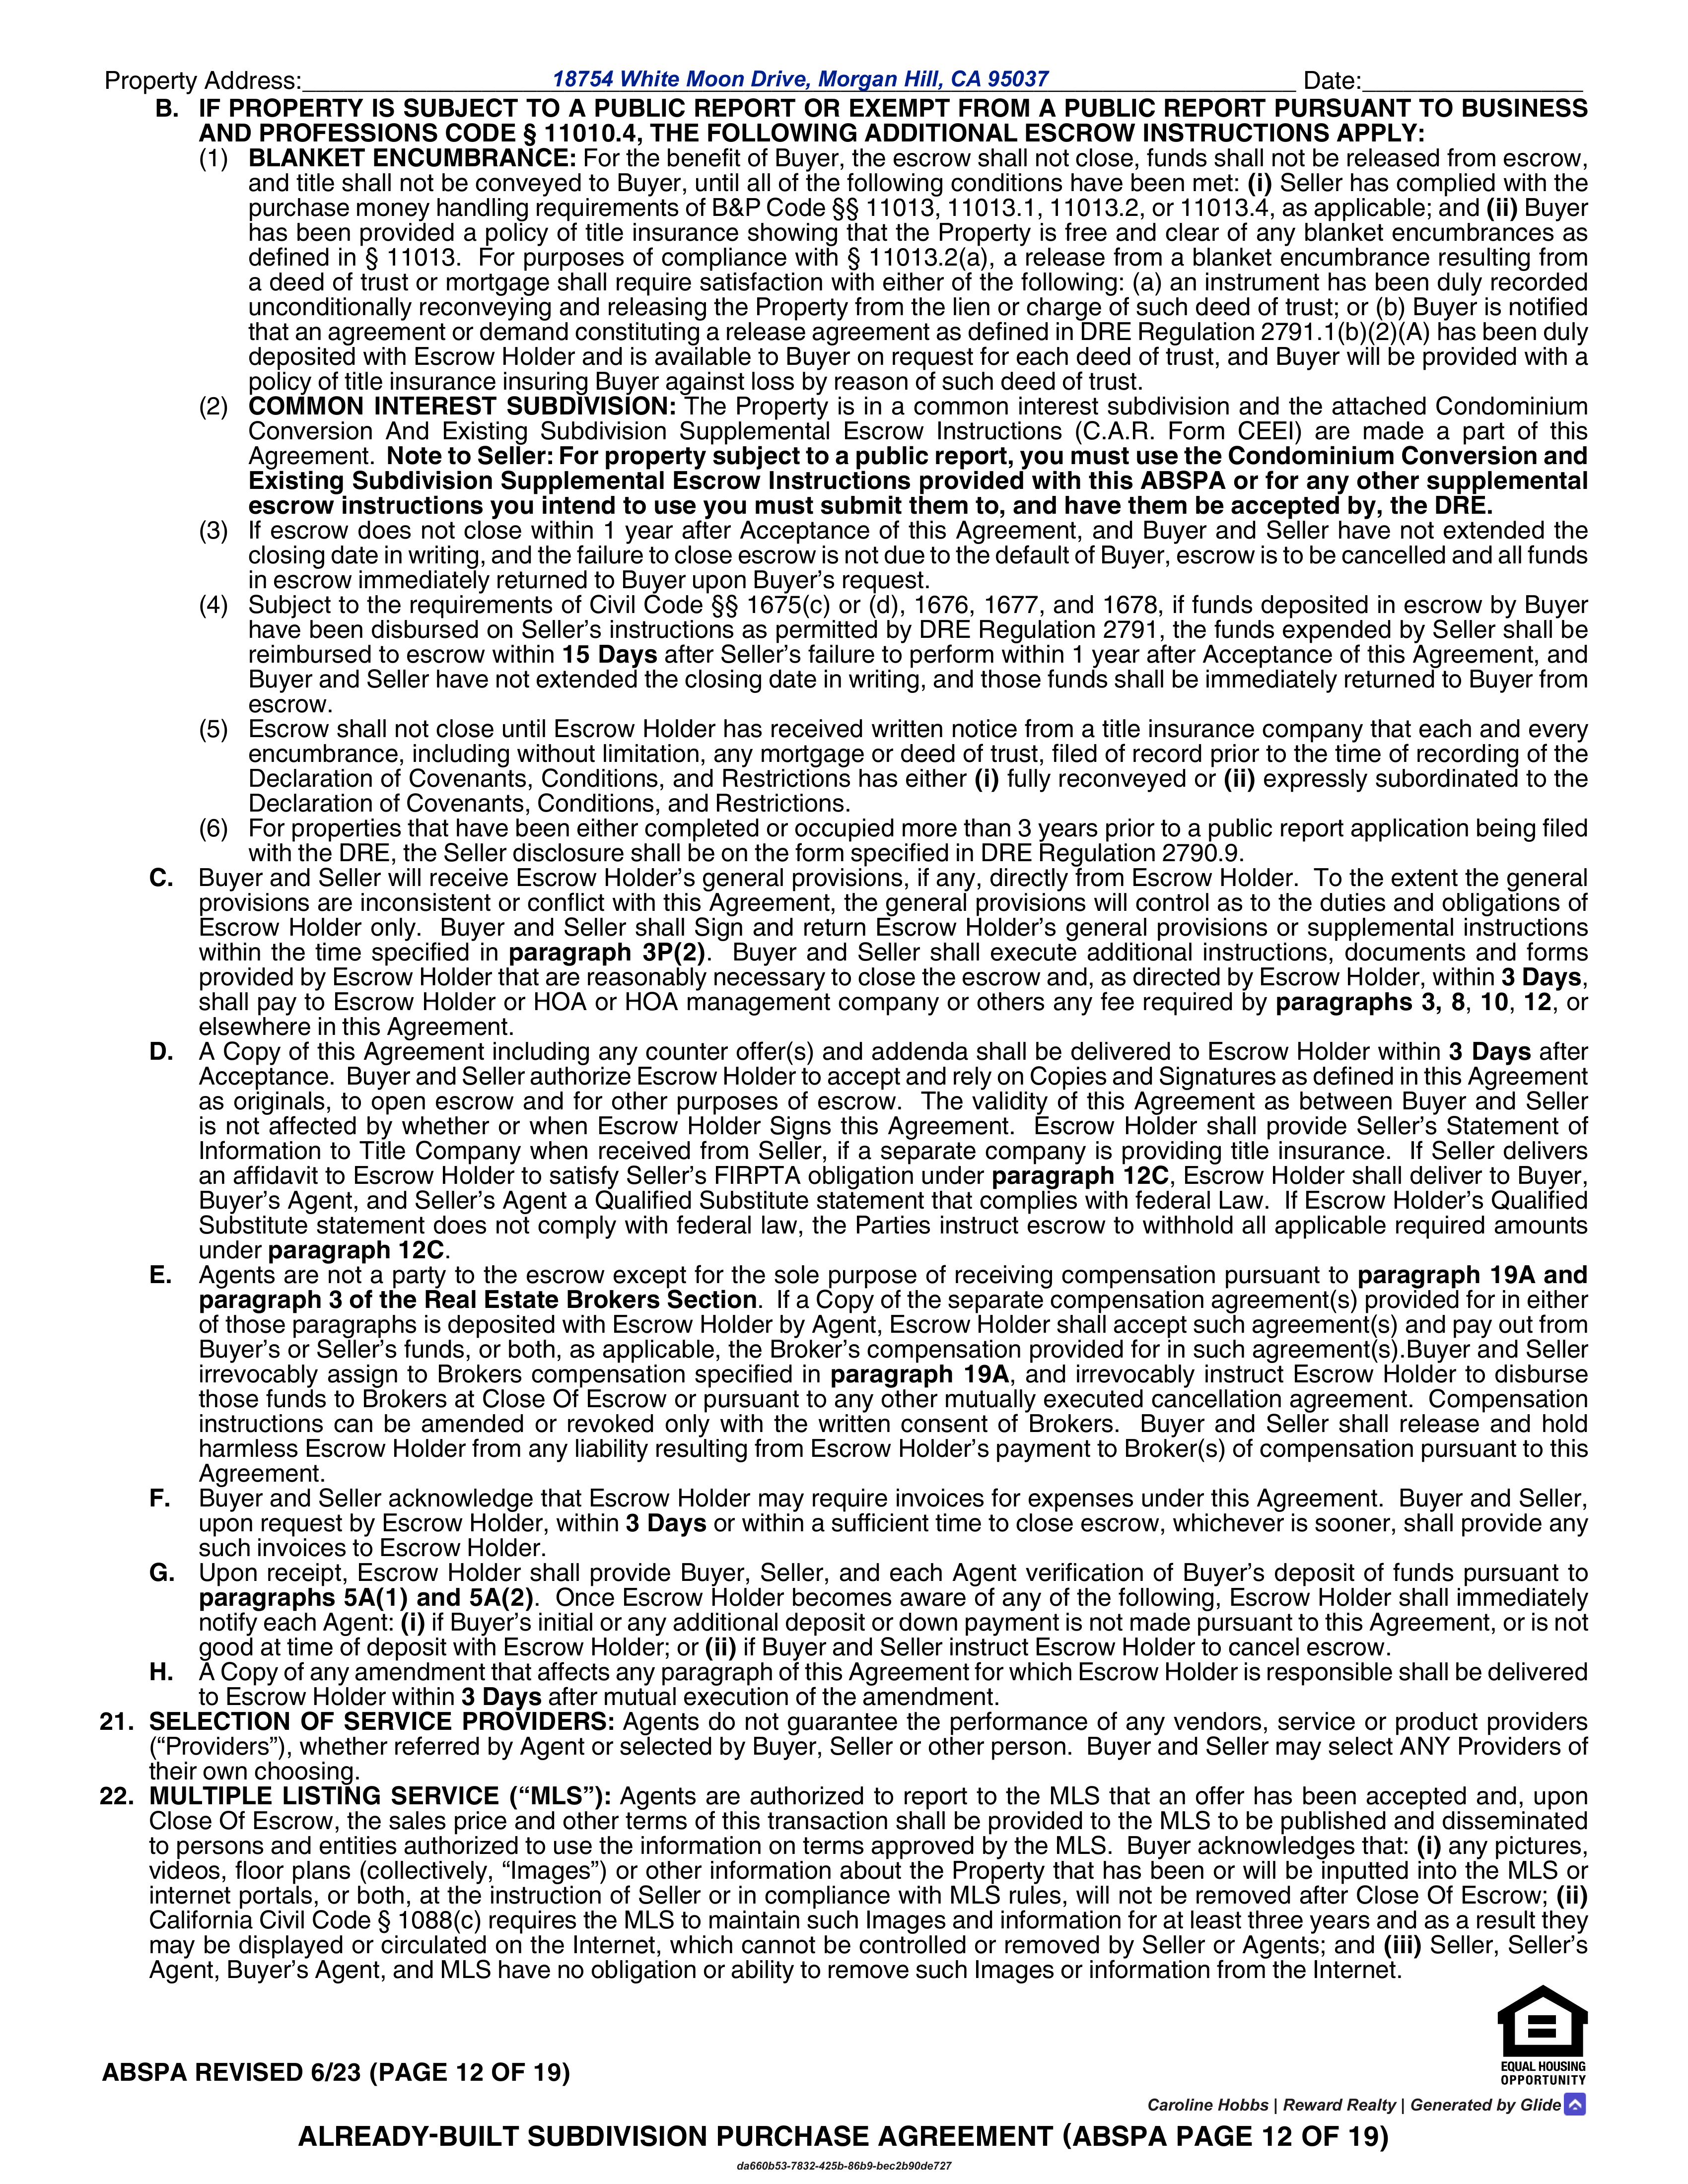 Property Address: 18754 White Moon Drive, Morgan Hill, CA 95037 Date:
B. IF PROPERTY IS SUBJECT TO A PUBLIC REPORT OR EXEMPT FROM A PUBLIC REPORT PURSUANT TO BUSINESS
AND PROFESSIONS CODE § 11010.4, THE FOLLOWING ADDITIONAL ESCROW INSTRUCTIONS APPLY:
(1) BLANKET ENCUMBRANCE: For the benefit of Buyer, the escrow shall not close, funds shall not be released from escrow,
and title shall not be conveyed to Buyer, until all of the following conditions have been met: (i) Seller has complied with the
purchase money handling requirements of B&P Code §§ 11013, 11013.1, 11013.2, or 11013.4, as applicable; and (ii) Buyer
has been provided a policy of title insurance showing that the Property is free and clear of any blanket encumbrances as
defined in § 11013. For purposes of compliance with § 11013.2(a), a release from a blanket encumbrance resulting from
a deed of trust or mortgage shall require satisfaction with either of the following: (a) an instrument has been duly recorded
unconditionally reconveying and releasing the Property from the lien or charge of such deed of trust; or (b) Buyer is notified
that an agreement or demand constituting a release agreement as defined in DRE Regulation 2791.1(b)(2)(A) has been duly
deposited with Escrow Holder and is available to Buyer on request for each deed of trust, and Buyer will be provided with a
policy of title insurance insuring Buyer against loss by reason of such deed of trust.
(2) COMMON INTEREST SUBDIVISION: The Property is in a common interest subdivision and the attached Condominium
Conversion And Existing Subdivision Supplemental Escrow Instructions (C.A.R. Form CEEI) are made a part of this
Agreement. Note to Seller: For property subject to a public report, you must use the Condominium Conversion and
Existing Subdivision Supplemental Escrow Instructions provided with this ABSPA or for any other supplemental
escrow instructions you intend to use you must submit them to, and have them be accepted by, the DRE.
(3) If escrow does not close within 1 year after Acceptance of this Agreement, and Buyer and Seller have not extended the
closing date in writing, and the failure to close escrow is not due to the default of Buyer, escrow is to be cancelled and all funds
in escrow immediately returned to Buyer upon Buyer’s request.
(4) Subject to the requirements of Civil Code §§ 1675(c) or (d), 1676, 1677, and 1678, if funds deposited in escrow by Buyer
have been disbursed on Seller’s instructions as permitted by DRE Regulation 2791, the funds expended by Seller shall be
reimbursed to escrow within 15 Days after Seller’s failure to perform within 1 year after Acceptance of this Agreement, and
Buyer and Seller have not extended the closing date in writing, and those funds shall be immediately returned to Buyer from
escrow.
(5) Escrow shall not close until Escrow Holder has received written notice from a title insurance company that each and every
encumbrance, including without limitation, any mortgage or deed of trust, filed of record prior to the time of recording of the
Declaration of Covenants, Conditions, and Restrictions has either (i) fully reconveyed or (ii) expressly subordinated to the
Declaration of Covenants, Conditions, and Restrictions.
(6) For properties that have been either completed or occupied more than 3 years prior to a public report application being filed
with the DRE, the Seller disclosure shall be on the form specified in DRE Regulation 2790.9.
C. Buyer and Seller will receive Escrow Holder’s general provisions, if any, directly from Escrow Holder. To the extent the general
provisions are inconsistent or conflict with this Agreement, the general provisions will control as to the duties and obligations of
Escrow Holder only. Buyer and Seller shall Sign and return Escrow Holder’s general provisions or supplemental instructions
within the time specified in paragraph 3P(2). Buyer and Seller shall execute additional instructions, documents and forms
provided by Escrow Holder that are reasonably necessary to close the escrow and, as directed by Escrow Holder, within 3 Days,
shall pay to Escrow Holder or HOA or HOA management company or others any fee required by paragraphs 3, 8, 10, 12, or
elsewhere in this Agreement.
D. A Copy of this Agreement including any counter offer(s) and addenda shall be delivered to Escrow Holder within 3 Days after
Acceptance. Buyer and Seller authorize Escrow Holder to accept and rely on Copies and Signatures as defined in this Agreement
as originals, to open escrow and for other purposes of escrow. The validity of this Agreement as between Buyer and Seller
is not affected by whether or when Escrow Holder Signs this Agreement. Escrow Holder shall provide Seller’s Statement of
Information to Title Company when received from Seller, if a separate company is providing title insurance. If Seller delivers
an affidavit to Escrow Holder to satisfy Seller’s FIRPTA obligation under paragraph 12C, Escrow Holder shall deliver to Buyer,
Buyer’s Agent, and Seller’s Agent a Qualified Substitute statement that complies with federal Law. If Escrow Holder’s Qualified
Substitute statement does not comply with federal law, the Parties instruct escrow to withhold all applicable required amounts
under paragraph 12C.
E. Agents are not a party to the escrow except for the sole purpose of receiving compensation pursuant to paragraph 19A and
paragraph 3 of the Real Estate Brokers Section. If a Copy of the separate compensation agreement(s) provided for in either
of those paragraphs is deposited with Escrow Holder by Agent, Escrow Holder shall accept such agreement(s) and pay out from
Buyer’s or Seller’s funds, or both, as applicable, the Broker’s compensation provided for in such agreement(s).Buyer and Seller
irrevocably assign to Brokers compensation specified in paragraph 19A, and irrevocably instruct Escrow Holder to disburse
those funds to Brokers at Close Of Escrow or pursuant to any other mutually executed cancellation agreement. Compensation
instructions can be amended or revoked only with the written consent of Brokers. Buyer and Seller shall release and hold
harmless Escrow Holder from any liability resulting from Escrow Holder’s payment to Broker(s) of compensation pursuant to this
Agreement.
F. Buyer and Seller acknowledge that Escrow Holder may require invoices for expenses under this Agreement. Buyer and Seller,
upon request by Escrow Holder, within 3 Days or within a sufficient time to close escrow, whichever is sooner, shall provide any
such invoices to Escrow Holder.
G. Upon receipt, Escrow Holder shall provide Buyer, Seller, and each Agent verification of Buyer’s deposit of funds pursuant to
paragraphs 5A(1) and 5A(2). Once Escrow Holder becomes aware of any of the following, Escrow Holder shall immediately
notify each Agent: (i) if Buyer’s initial or any additional deposit or down payment is not made pursuant to this Agreement, or is not
good at time of deposit with Escrow Holder; or (ii) if Buyer and Seller instruct Escrow Holder to cancel escrow.
H. A Copy of any amendment that affects any paragraph of this Agreement for which Escrow Holder is responsible shall be delivered
to Escrow Holder within 3 Days after mutual execution of the amendment.
21. SELECTION OF SERVICE PROVIDERS: Agents do not guarantee the performance of any vendors, service or product providers
(“Providers”), whether referred by Agent or selected by Buyer, Seller or other person. Buyer and Seller may select ANY Providers of
their own choosing.
22. MULTIPLE LISTING SERVICE (“MLS”): Agents are authorized to report to the MLS that an offer has been accepted and, upon
Close Of Escrow, the sales price and other terms of this transaction shall be provided to the MLS to be published and disseminated
to persons and entities authorized to use the information on terms approved by the MLS. Buyer acknowledges that: (i) any pictures,
videos, floor plans (collectively, “Images”) or other information about the Property that has been or will be inputted into the MLS or
internet portals, or both, at the instruction of Seller or in compliance with MLS rules, will not be removed after Close Of Escrow; (ii)
California Civil Code § 1088(c) requires the MLS to maintain such Images and information for at least three years and as a result they
may be displayed or circulated on the Internet, which cannot be controlled or removed by Seller or Agents; and (iii) Seller, Seller’s
Agent, Buyer’s Agent, and MLS have no obligation or ability to remove such Images or information from the Internet.
EQUAL HOUSING
OPPORTUNITY
ABSPA REVISED 6/23 (PAGE 12 OF 19)
Caroline Hobbs | Reward Realty | Generated by Glide
ALREADY-BUILT SUBDIVISION PURCHASE AGREEMENT (ABSPA PAGE 12 OF 19)
da660b53-7832-425b-86b9-bec2b90de727